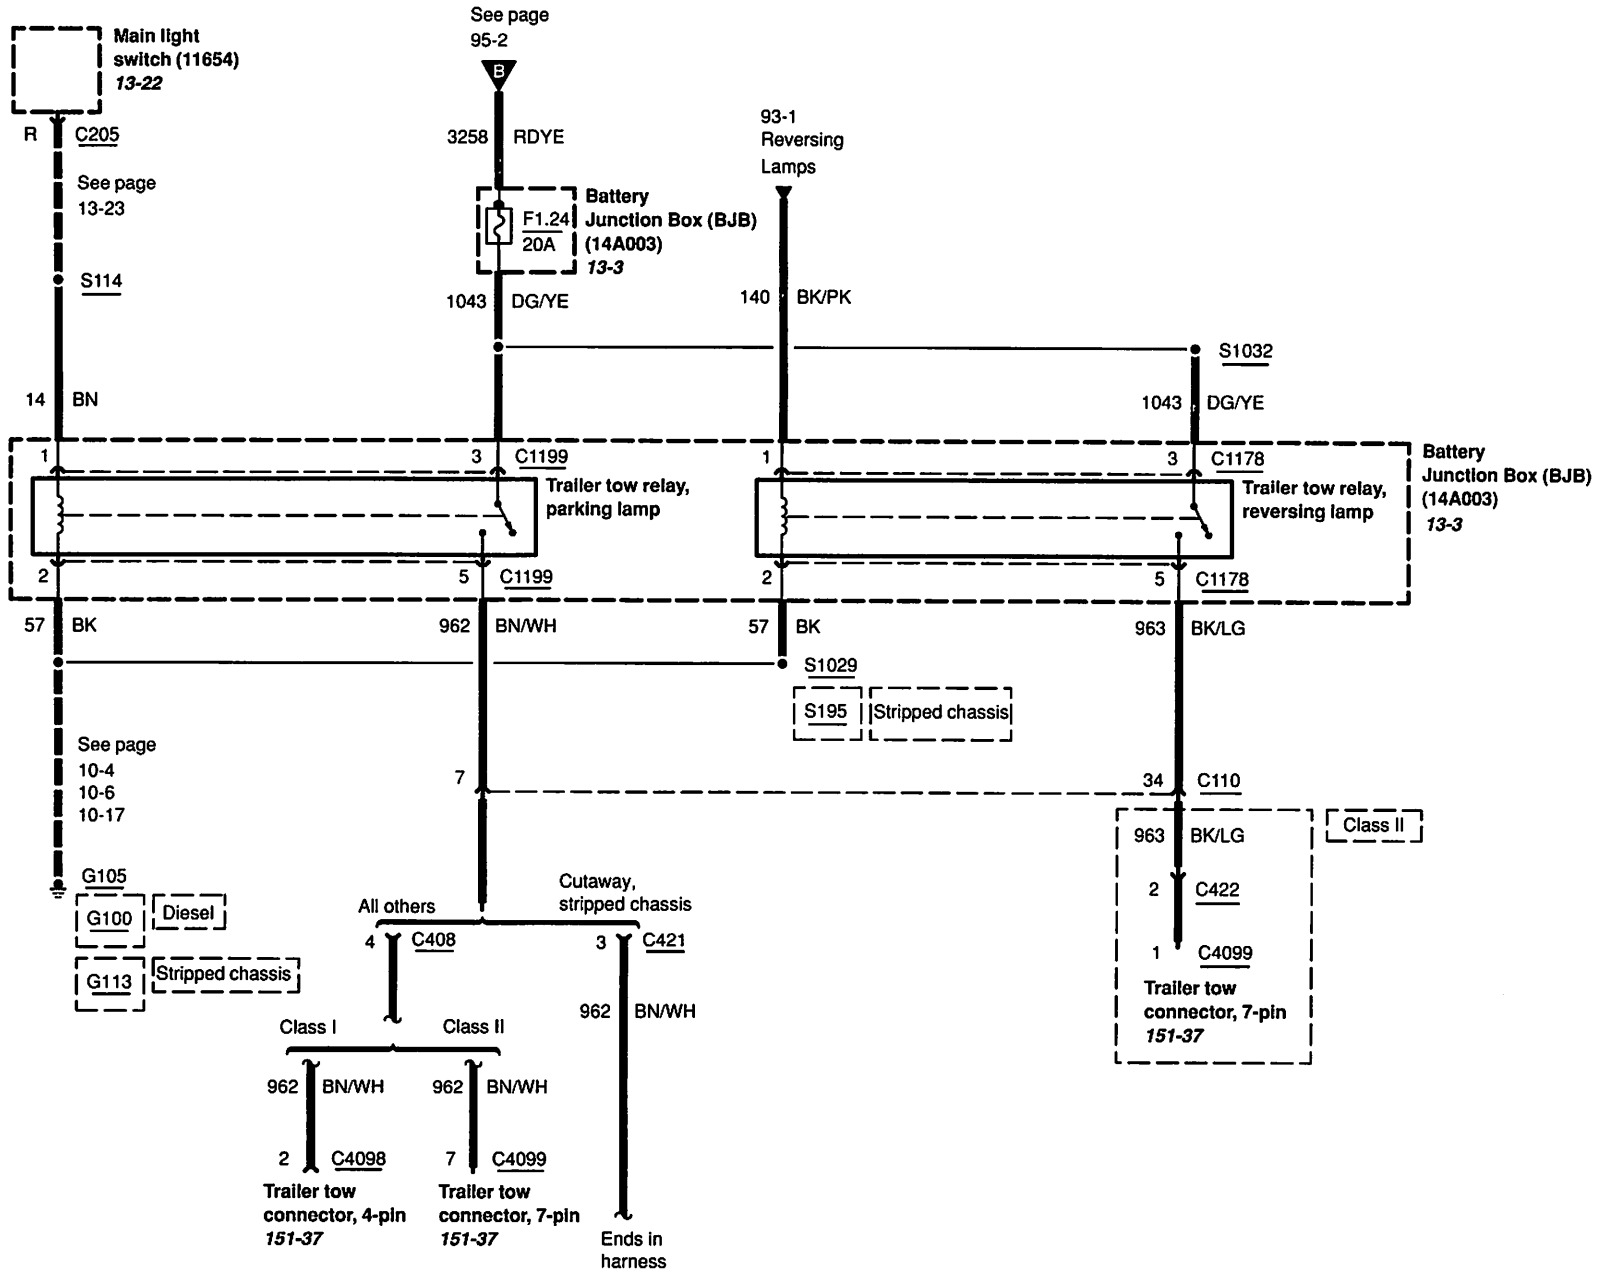 Main light
switch (11654)
13-22
R
C205
See page
13-23
S114
14
BN
See page
95-2
B
3258
RDYE
F1.24
20A
Battery
Junction Box (BJB)
(14A003)
13-3
1043
DG/YE
93-1
Reversing
Lamps
140
BK/PK
S1032
1043
DG/YE
1
3
C1199
Trailer tow relay,
parking lamp
2
5
C1199
1
3
C1178
Trailer tow relay,
reversing lamp
2
5
C1178
Battery
Junction Box (BJB)
(14A003)
13-3
57
BK
962
BN/WH
57
BK
963
BK/LG
S1029
S195
Stripped chassis
See page
10-4
10-6
10-17
7
34
C110
Class II
963
BK/LG
2
C422
1
C4099
Trailer tow
connector, 7-pin
151-37
G105
G100
Diesel
G113
Stripped chassis
All others
Cutaway,
stripped chassis
4
C408
3
C421
962
BN/WH
Class I
Class II
962
BN/WH
962
BN/WH
2
C4098
7
C4099
Trailer tow
connector, 4-pin
151-37
Trailer tow
connector, 7-pin
151-37
Ends in
harness